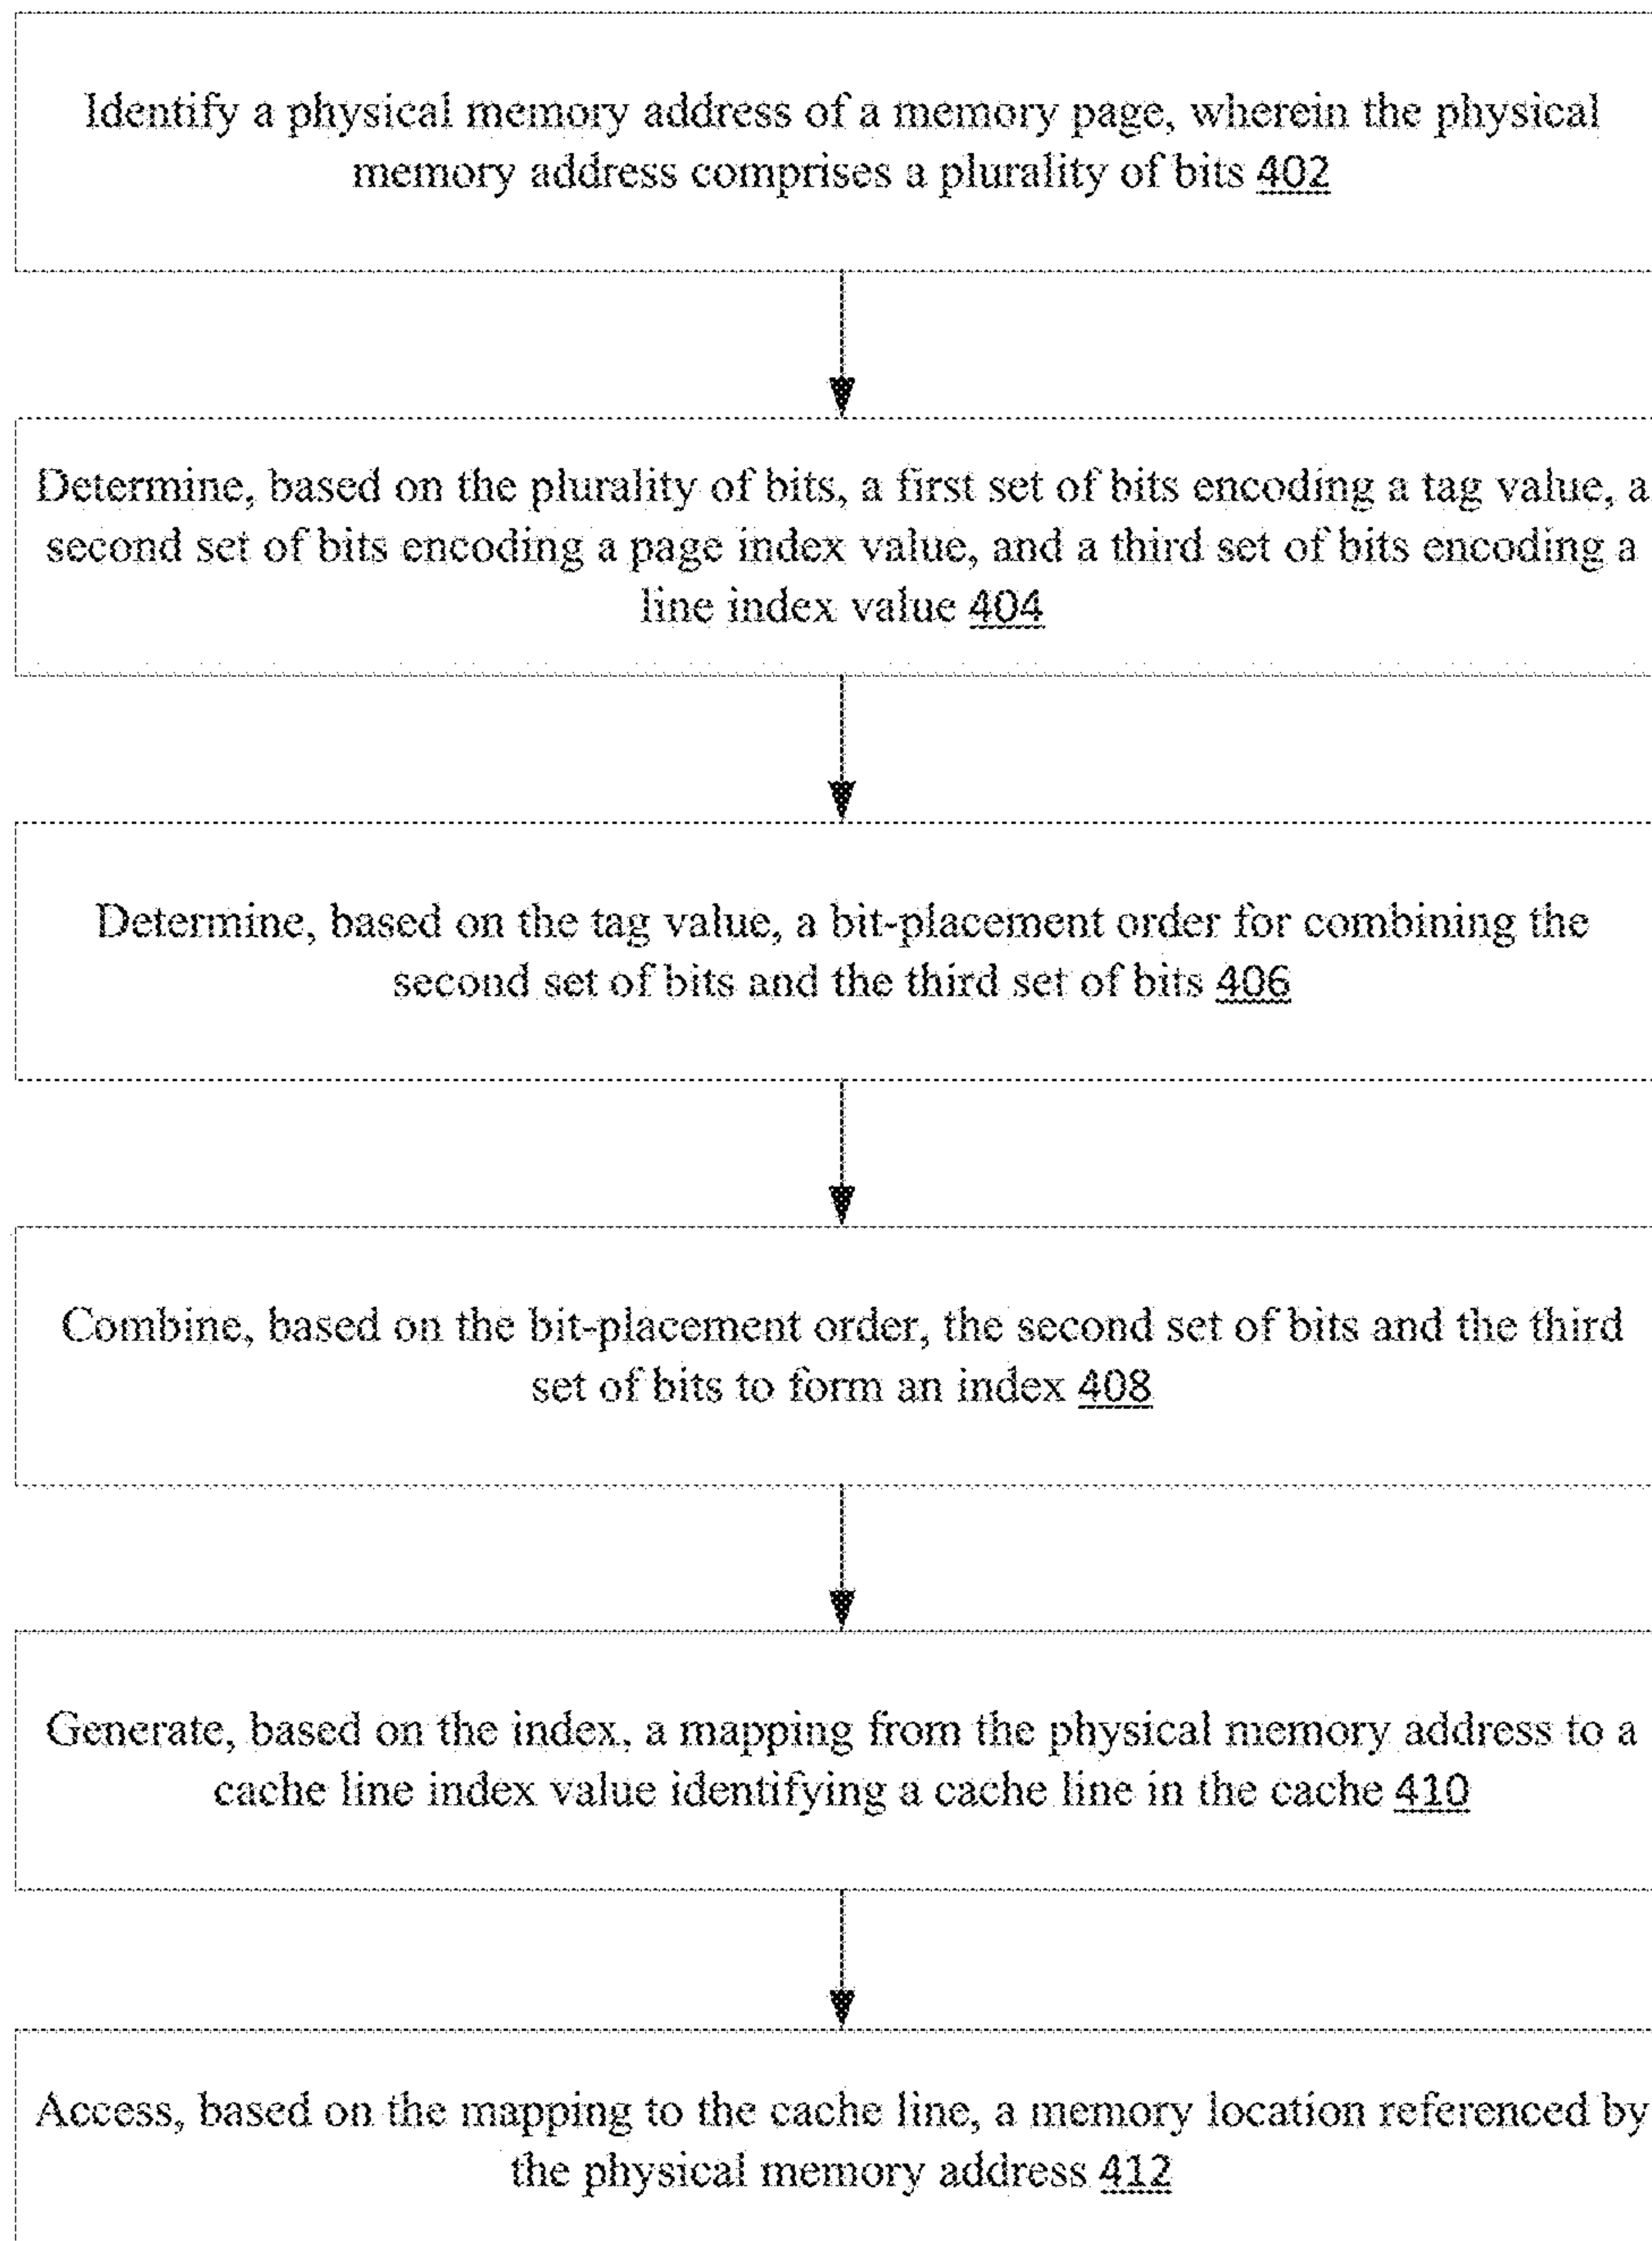 Identify a physical memory address of a memory page, wherein the physical
memory address comprises a plurality of bits 402
Determine, based on the plurality of bits, a first set of bits encoding a tag value, a
second set of bits encoding a page index value, and a third set of bits encoding a
line index value 404
Determine, based on the tag value, a bit-placement order for combining the
second set of bits and the third set of bits 406
Combine, based on the bit-placement order, the second set of bits and the third
set of bits to form an index 408
Generate, based on the index, a mapping from the physical memory address to a
cache line index value identifying a cache line in the cache 410
Access, based on the mapping to the cache line, a memory location referenced by
the physical memory address 412